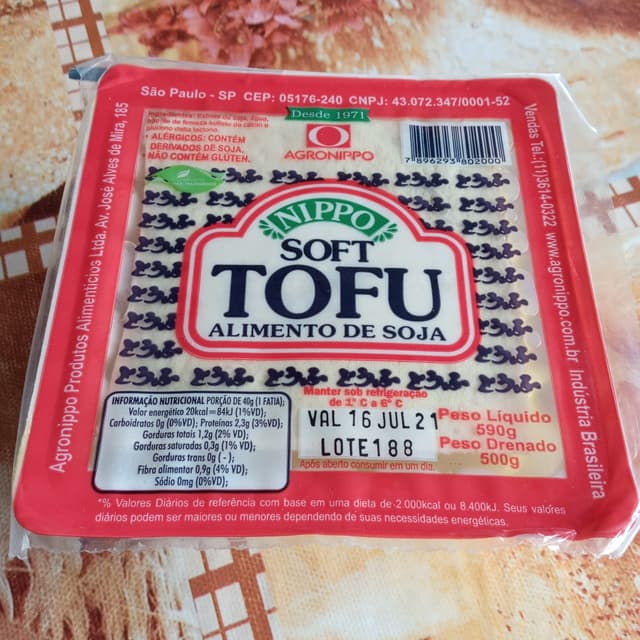 São Paulo - SP CEP: 05176-240 CNPJ: 43.072.347/0001-52
Desde 1971
AGRONIPPO
• ALÉRGICOS: CONTÉM
DERIVADOS DE SOJA.
• NÃO CONTÉM GLÚTEN.
7 896293 802000
Agronippo Produtos Alimentícios Ltda. Av. José Alves de Mira, 185
Vendas Tel.:(11)3614-0322 www.agronippo.com.br Indústria Brasileira
NIPPO
SOFT
TOFU
ALIMENTO DE SOJA
INFORMAÇÃO NUTRICIONAL PORÇÃO DE 40g (1 FATIA):
Valor energético 20kcal=84kJ (1%VD);
Carboidratos 0g (0%VD); Proteínas 2,3g (3%VD);
Gorduras totais 1,2g (2% VD);
Gorduras saturadas 0,3g (1% VD);
Gorduras trans 0g ( - );
Fibra alimentar 0,9g (4% VD);
Sódio 0mg (0%VD);
Manter sob refrigeração
de 1° C a 6° C
VAL 16 JUL 21
LOTE188
Após aberto consumir em um dia.
Peso Líquido
590g
Peso Drenado
500g
*% Valores Diários de referência com base em uma dieta de 2.000kcal ou 8.400kJ. Seus valores
diários podem ser maiores ou menores dependendo de suas necessidades energéticas.